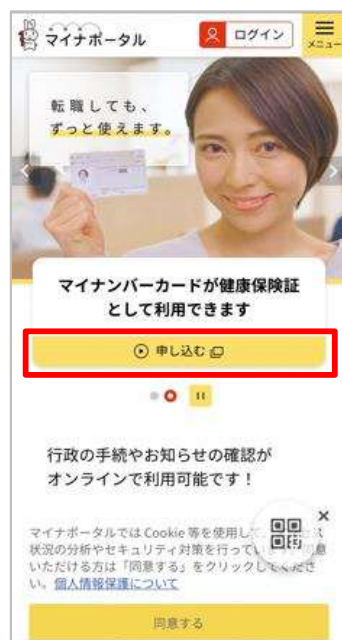 マイナポータル
ログイン
メニュー
転職しても、
ずっと使えます。
マイナンバーカードが健康保険証
として利用できます
申し込む
行政の手続やお知らせの確認が
オンラインで利用可能です！
マイナポータルでは Cookie 等を使用して、
状況の分析やセキュリティ対策を行ってい
いただける方は「同意する」をクリックしてくださ
い。個人情報保護について
同意する